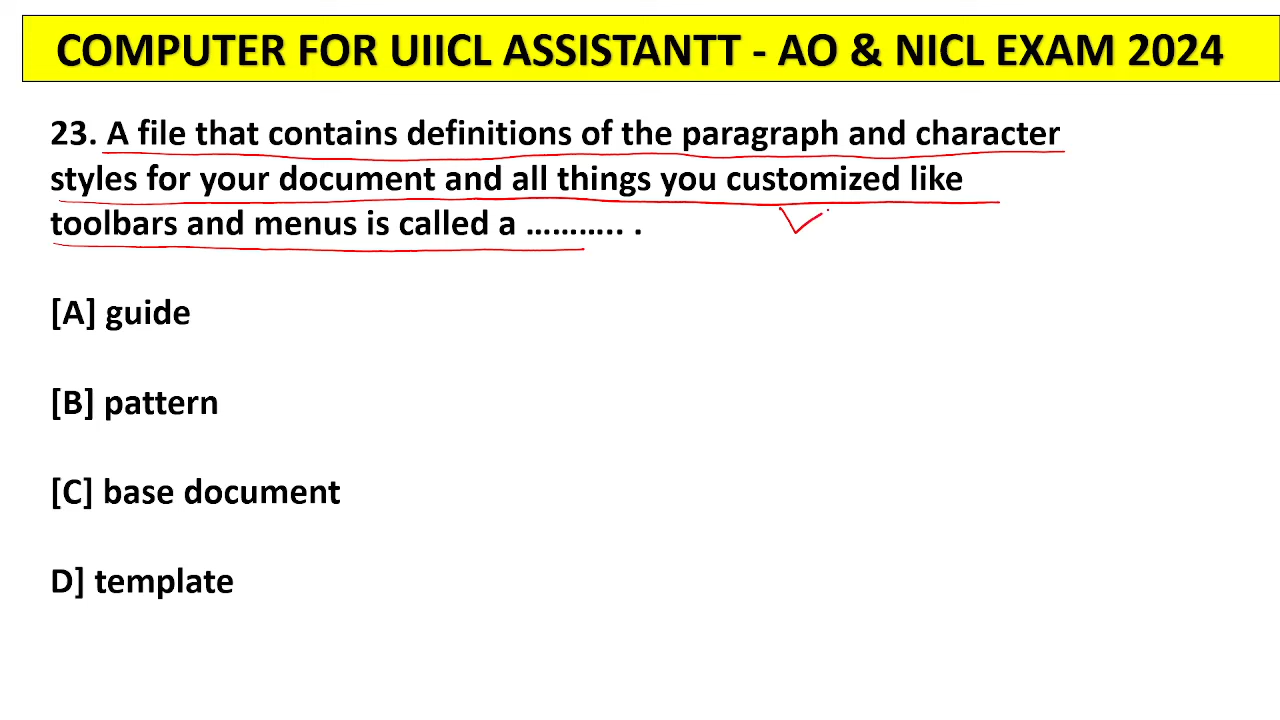 COMPUTER FOR UIICL ASSISTANTT - AO & NICL EXAM 2024
23. A file that contains definitions of the paragraph and character
styles for your document and all things you customized like
toolbars and menus is called a ……….. .
[A] guide
[B] pattern
[C] base document
D] template